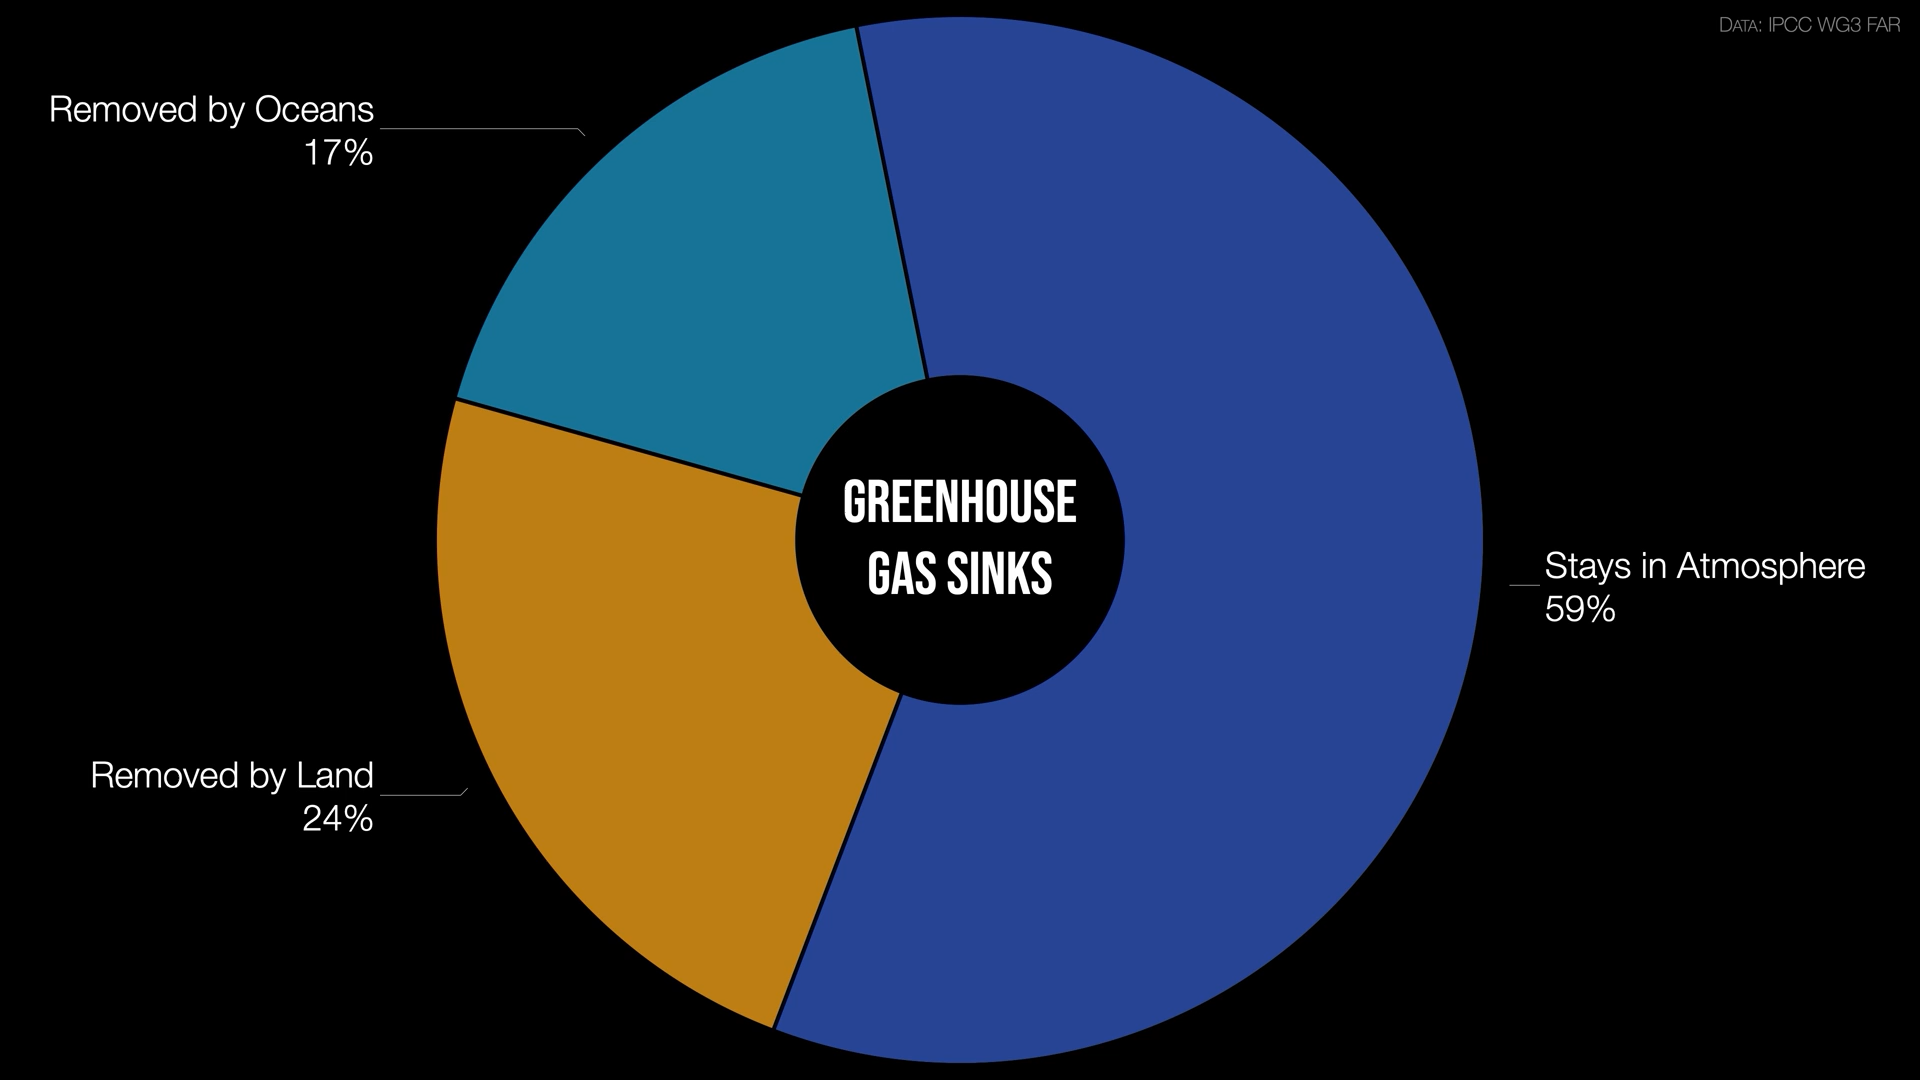 DATA: IPCC WG3 FAR
Removed by Oceans
17%
GREENHOUSE
GAS SINKS
Stays in Atmosphere
59%
Removed by Land
24%